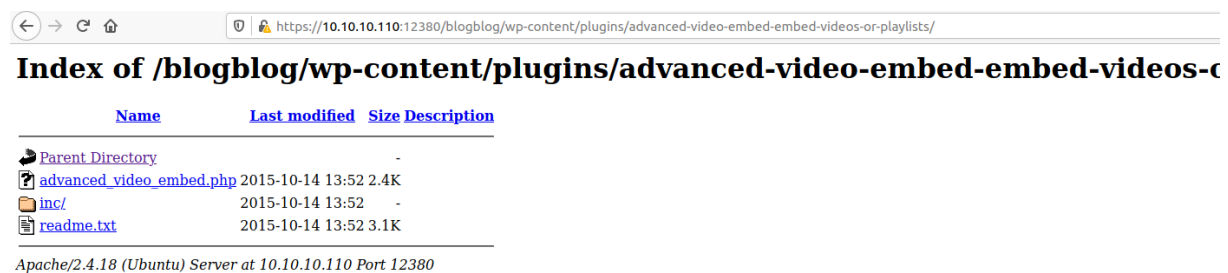 https://10.10.10.110:12380/blogblog/wp-content/plugins/advanced-video-embed-embed-videos-or-playlists/
Index of /blogblog/wp-content/plugins/advanced-video-embed-embed-videos-o
Name Last modified Size Description
Parent Directory -
advanced_video_embed.php 2015-10-14 13:52 2.4K
inc/ 2015-10-14 13:52 -
readme.txt 2015-10-14 13:52 3.1K
Apache/2.4.18 (Ubuntu) Server at 10.10.10.110 Port 12380